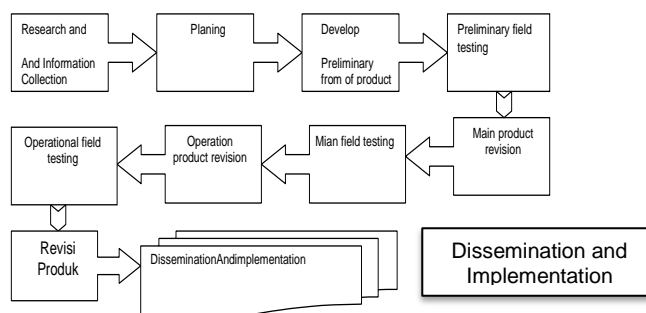 Research and
And Information
Collection
Planing
Develop
Preliminary
from of product
Preliminary field
testing
Main product
revision
Mian field testing
Operation
product revision
Operational field
testing
Revisi
Produk
DisseminationAndimplementation
Dissemination and
Implementation